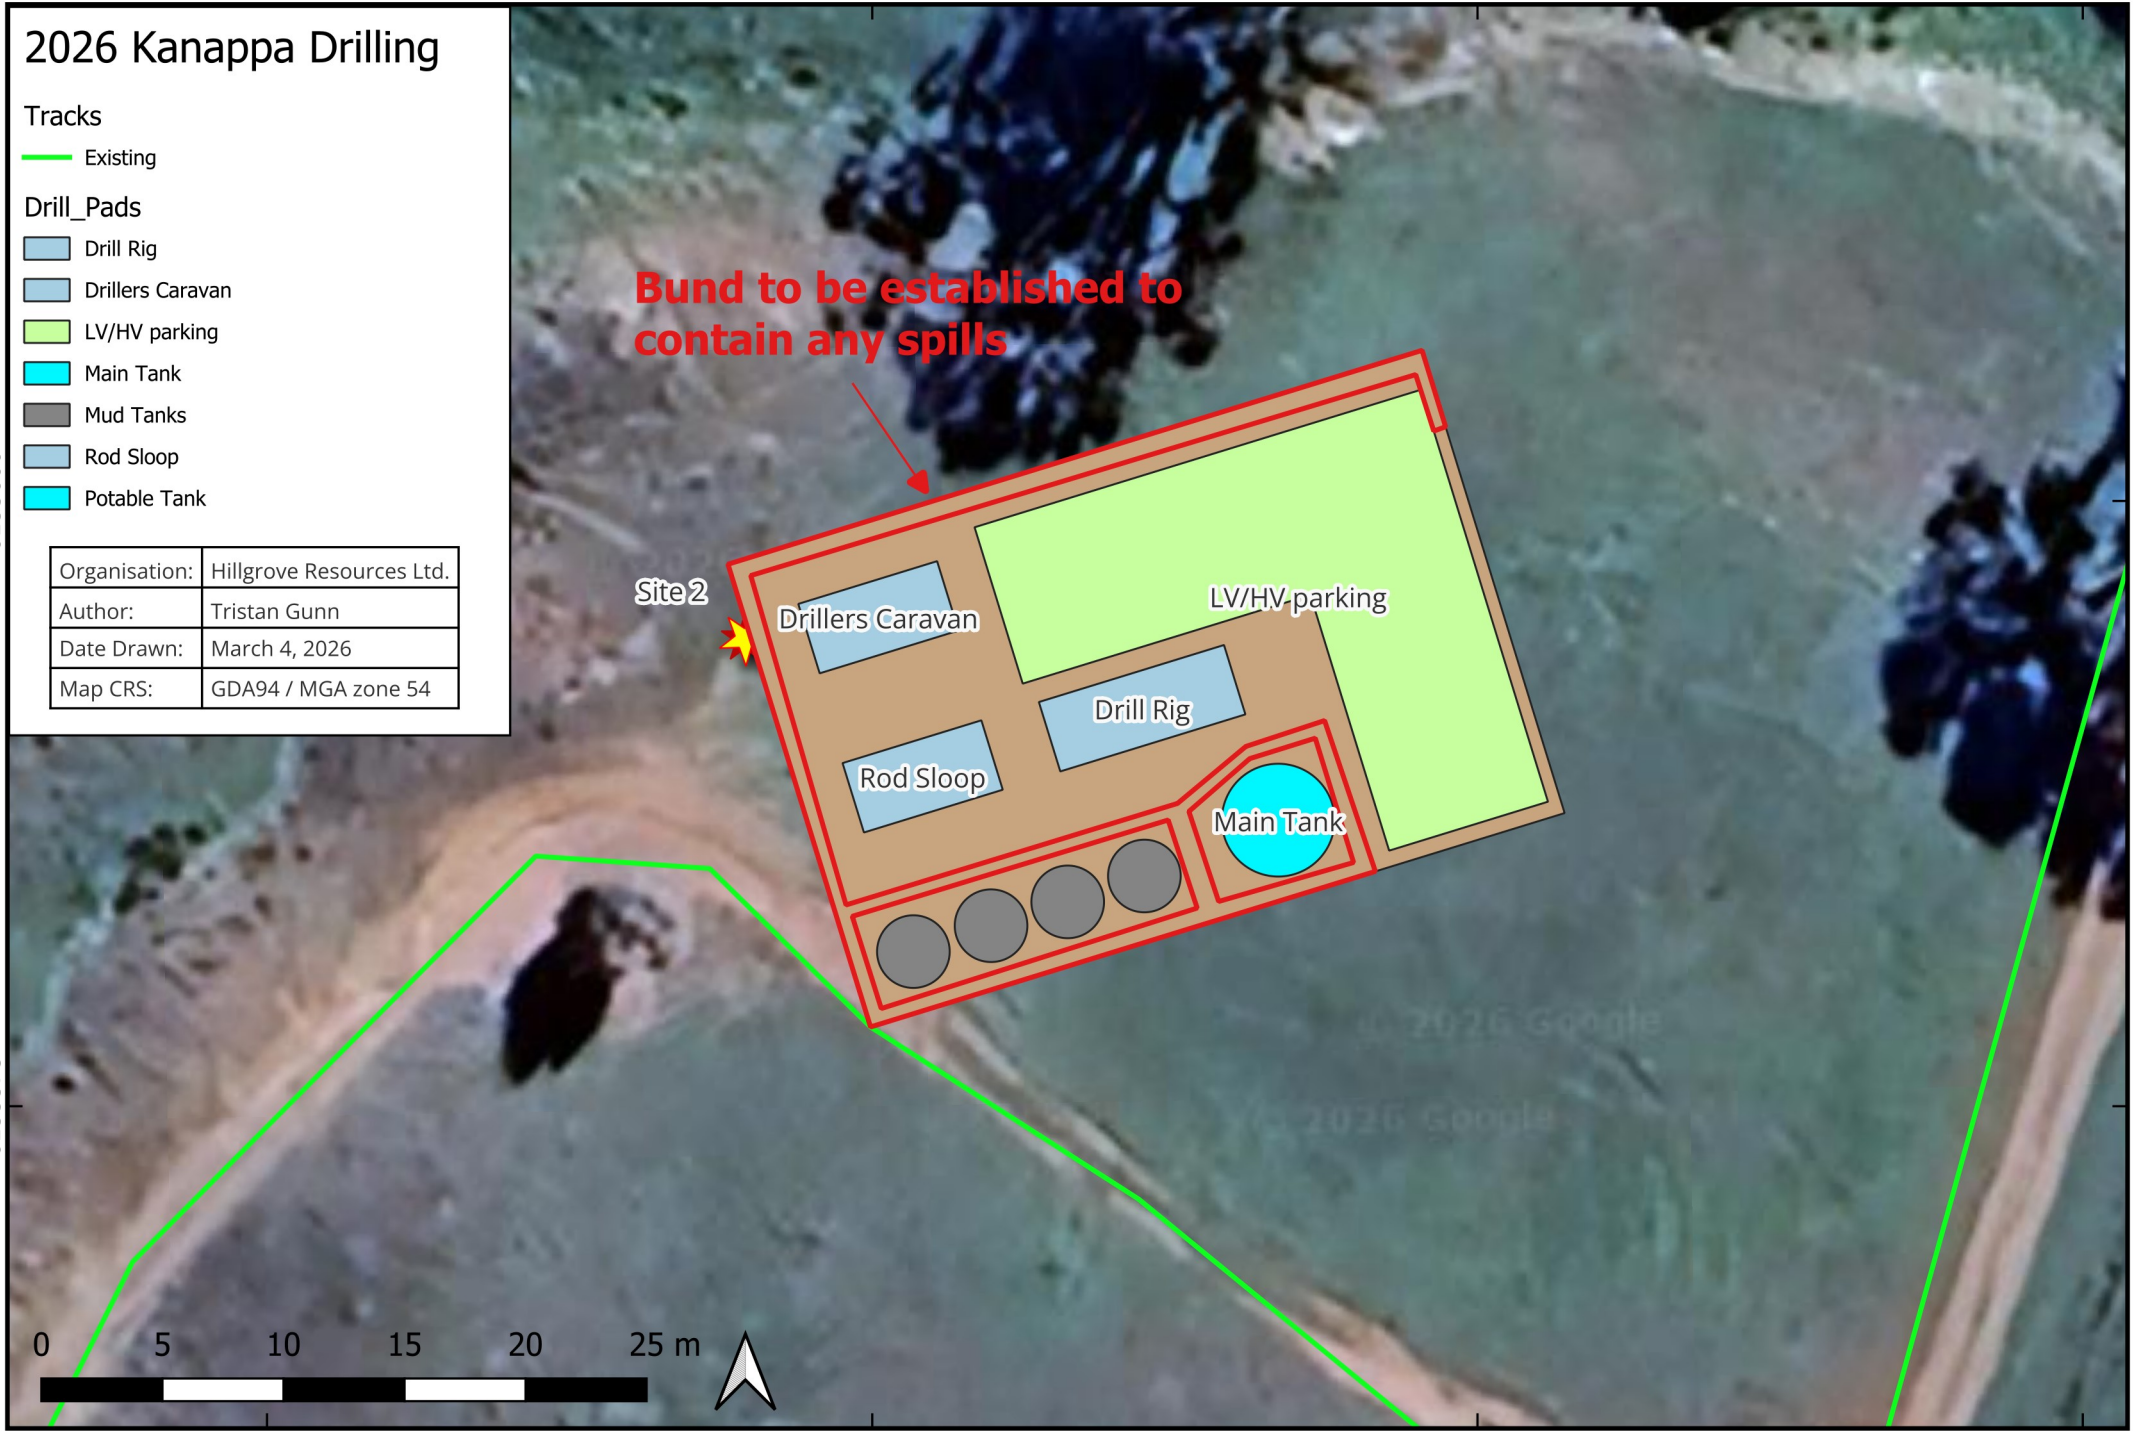 2026 Kanappa Drilling
Tracks
Existing
Drill_Pads
Drill Rig
Drillers Caravan
LV/HV parking
Main Tank
Mud Tanks
Rod Sloop
Potable Tank
Organisation: Hillgrove Resources Ltd.
Author: Tristan Gunn
Date Drawn: March 4, 2026
Map CRS: GDA94 / MGA zone 54
Bund to be established to
contain any spills
Site 2
Drillers Caravan
LV/HV parking
Drill Rig
Rod Sloop
Main Tank
© 2026 Google
© 2026 Google
0 5 10 15 20 25 m